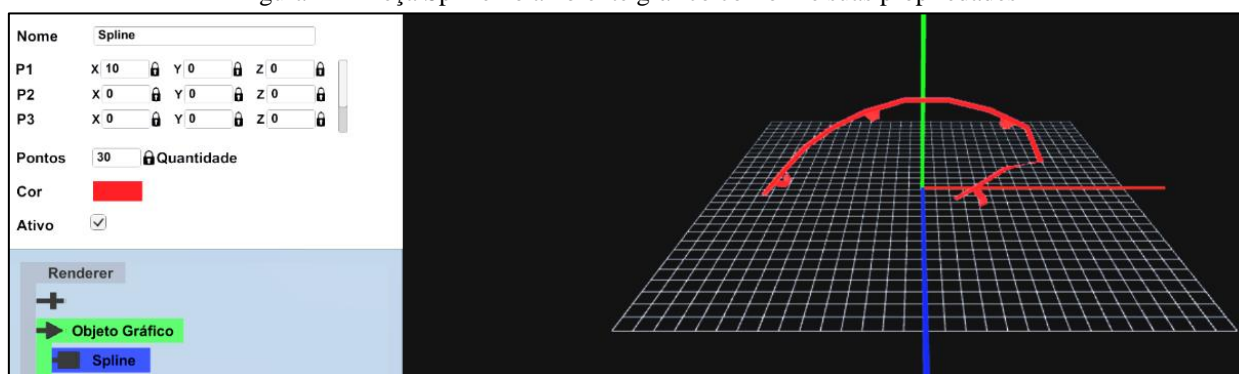 Nome Spline
P1 X 10 Y 0 Z 0
P2 X 0 Y 0 Z 0
P3 X 0 Y 0 Z 0
Pontos 30 Quantidade
Cor
Ativo
Renderer
Objeto Gráfico
Spline